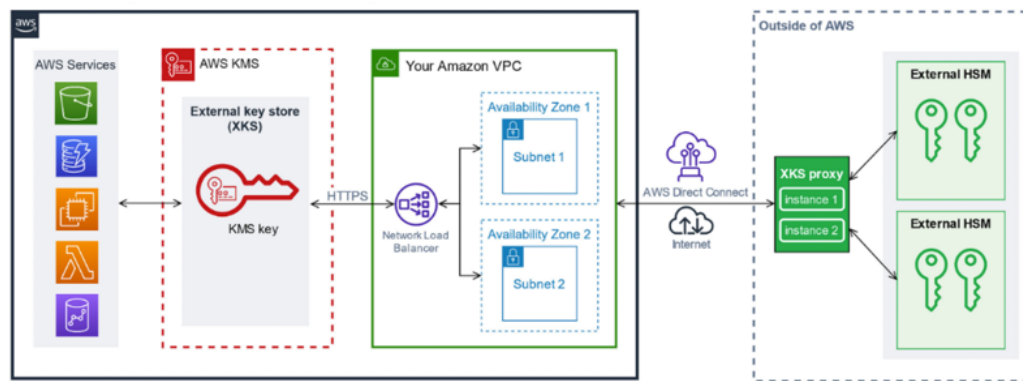 aws
AWS Services
AWS KMS
External key store
(XKS)
KMS key
HTTPS
Your Amazon VPC
Network Load
Balancer
Availability Zone 1
Subnet 1
Availability Zone 2
Subnet 2
AWS Direct Connect
Internet
Outside of AWS
XKS proxy
instance 1
instance 2
External HSM
External HSM